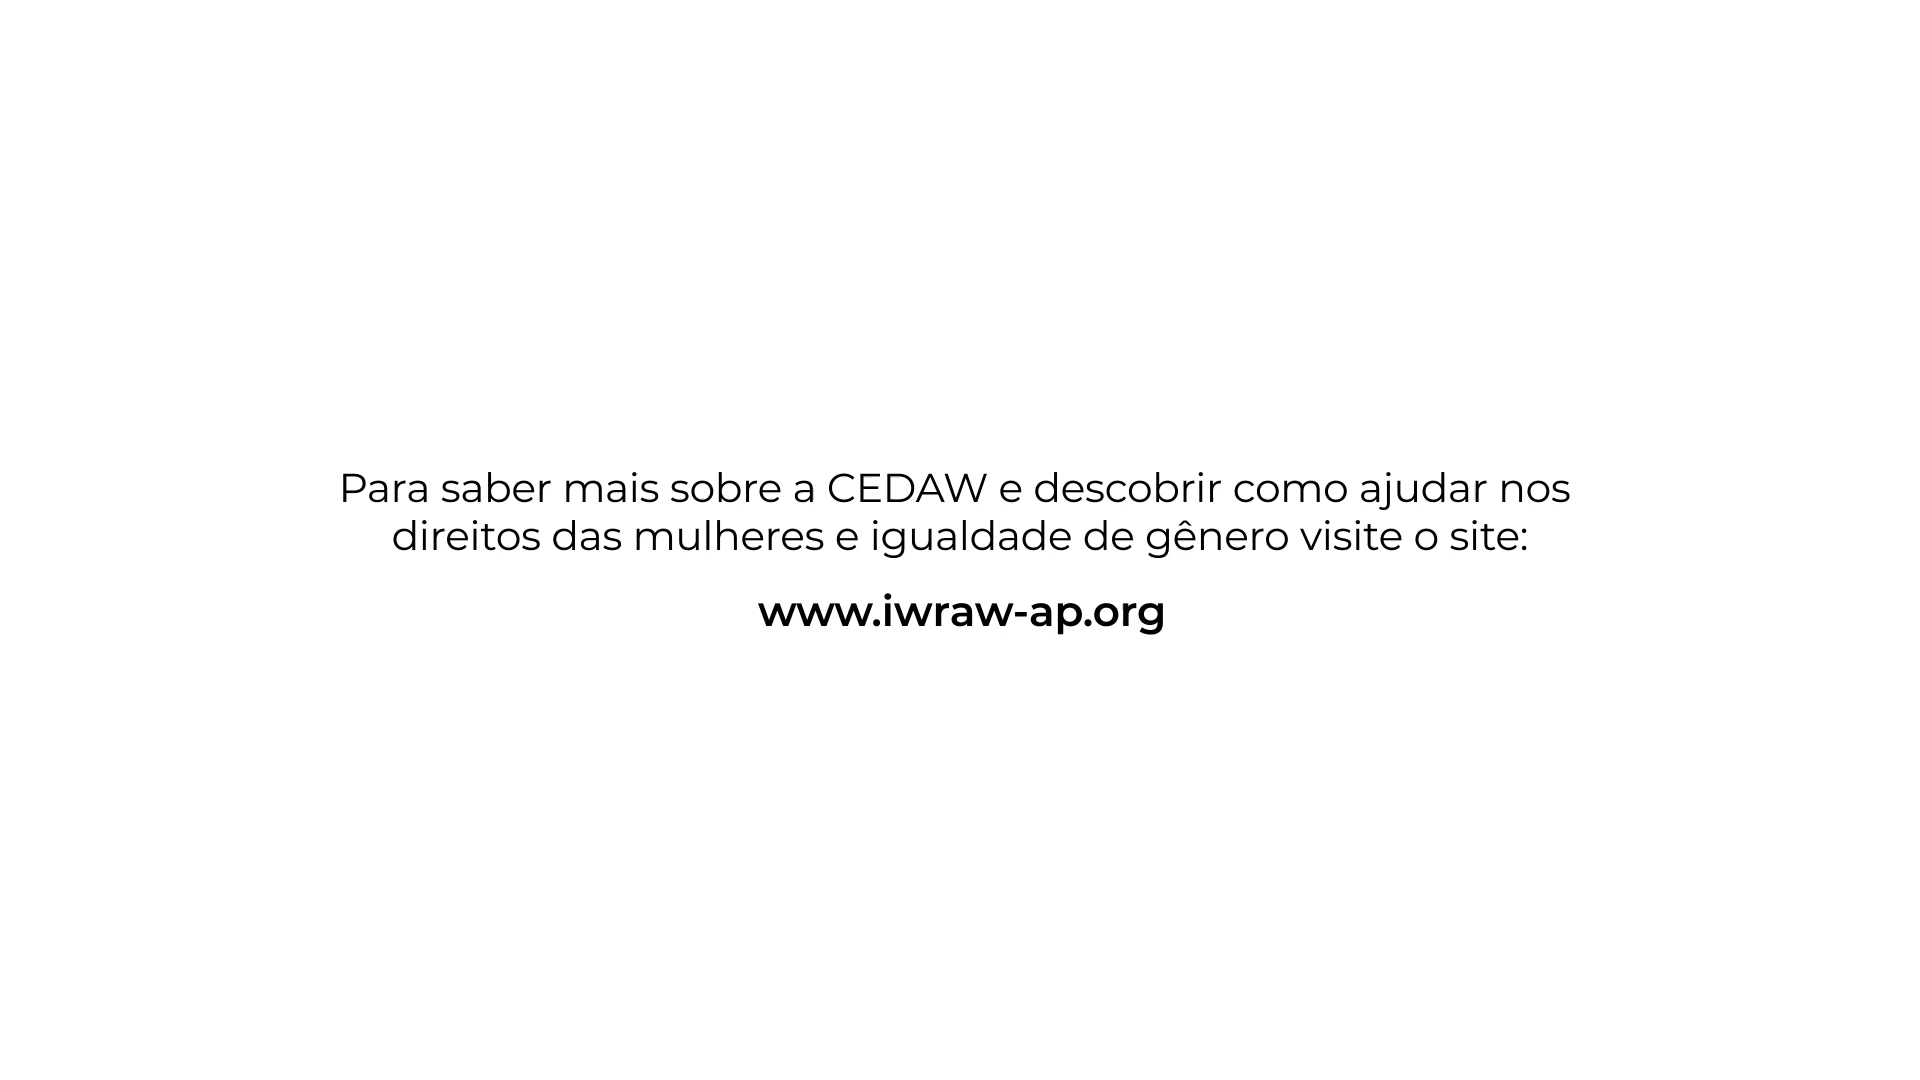 Para saber mais sobre a CEDAW e descobrir como ajudar nos
direitos das mulheres e igualdade de gênero visite o site:
www.iwraw-ap.org